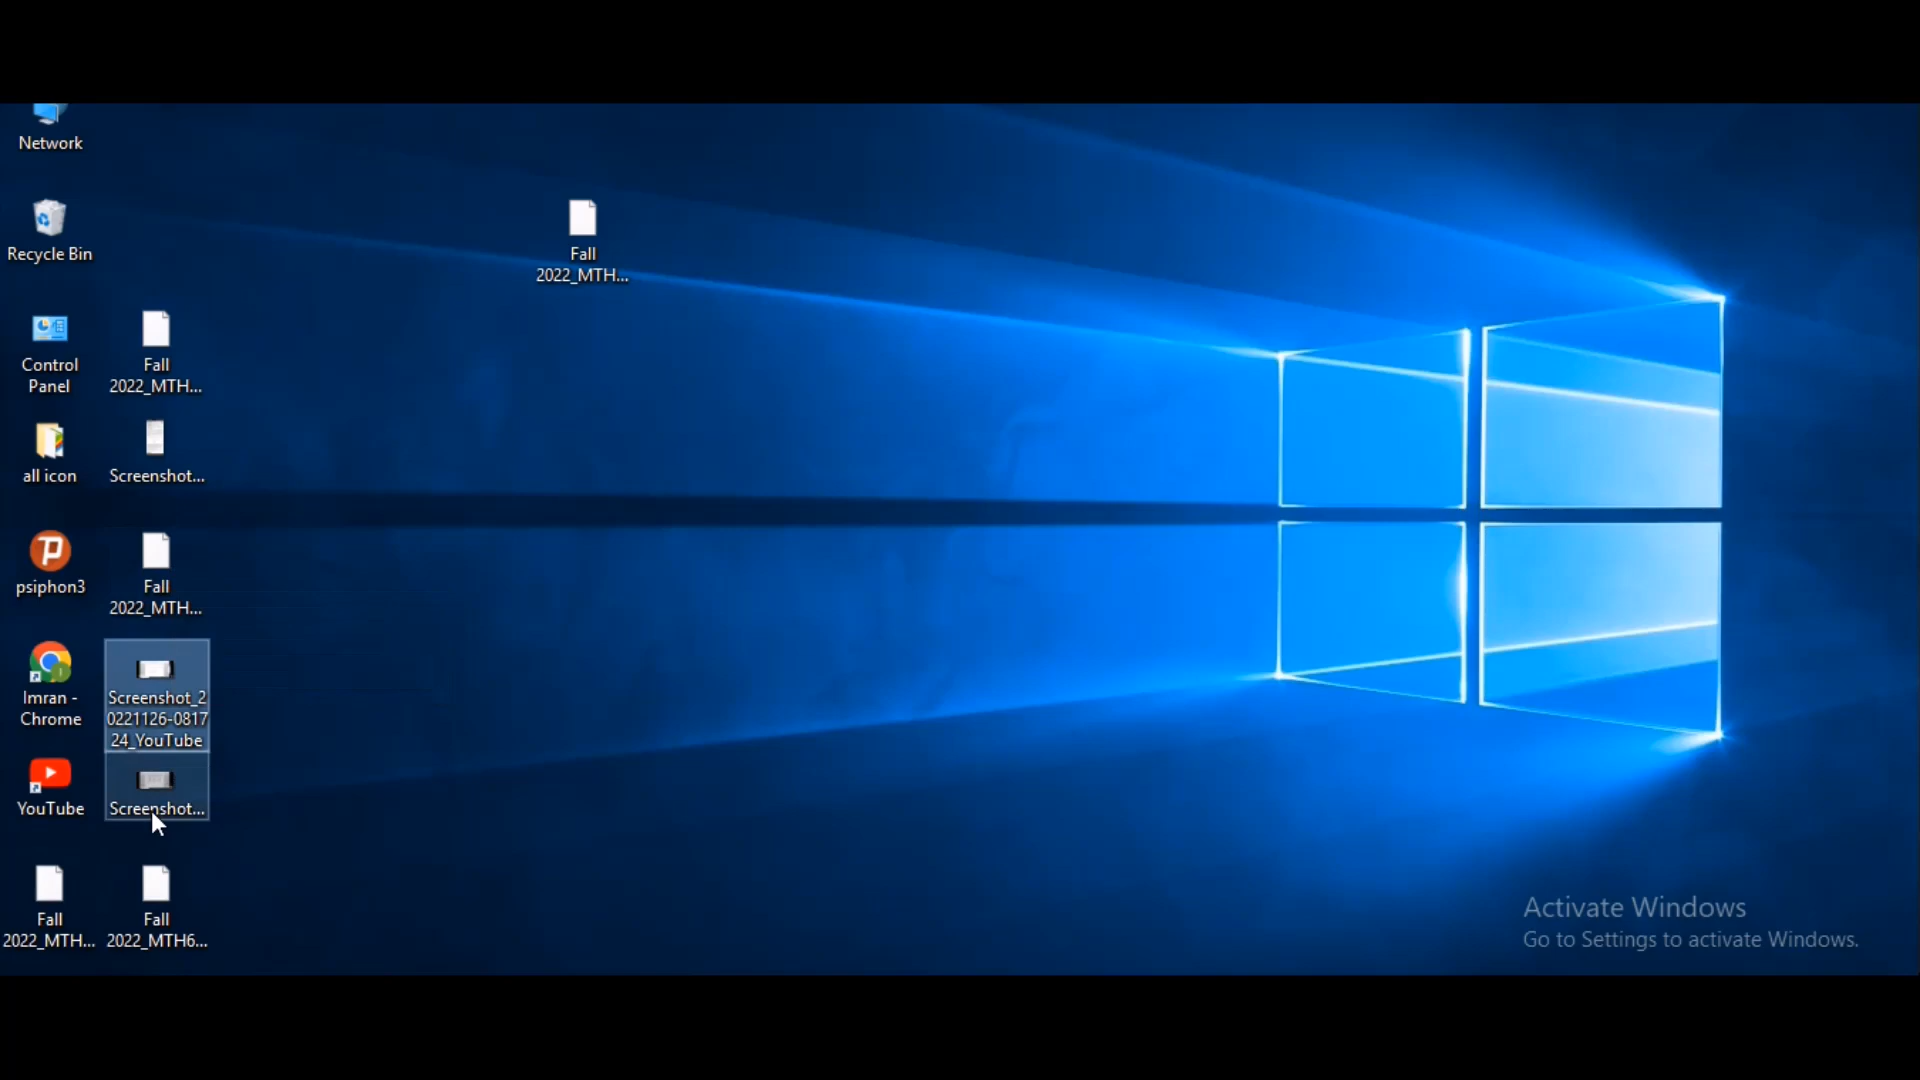 Network
Recycle Bin
Fall
2022_MTH...
Control
Panel
Fall
2022_MTH...
all icon
Screenshot...
psiphon3
Fall
2022_MTH...
Imran -
Chrome
Screenshot_2
0221126-0817
24_YouTube
YouTube
Screenshot...
Fall
2022_MTH...
Fall
2022_MTH6...
Activate Windows
Go to Settings to activate Windows.